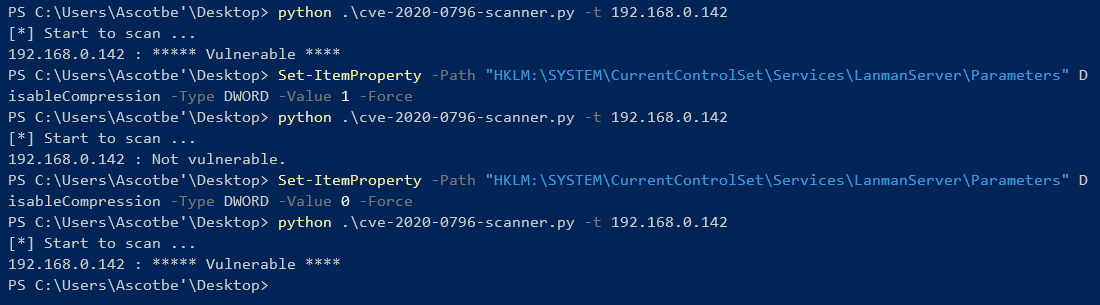 PS C:\Users\Ascotbe'\Desktop> python .\cve-2020-0796-scanner.py -t 192.168.0.142
[*] Start to scan ...
192.168.0.142 : ***** Vulnerable ****
PS C:\Users\Ascotbe'\Desktop> Set-ItemProperty -Path "HKLM:\SYSTEM\CurrentControlSet\Services\LanmanServer\Parameters" D
isableCompression -Type DWORD -Value 1 -Force
PS C:\Users\Ascotbe'\Desktop> python .\cve-2020-0796-scanner.py -t 192.168.0.142
[*] Start to scan ...
192.168.0.142 : Not vulnerable.
PS C:\Users\Ascotbe'\Desktop> Set-ItemProperty -Path "HKLM:\SYSTEM\CurrentControlSet\Services\LanmanServer\Parameters" D
isableCompression -Type DWORD -Value 0 -Force
PS C:\Users\Ascotbe'\Desktop> python .\cve-2020-0796-scanner.py -t 192.168.0.142
[*] Start to scan ...
192.168.0.142 : ***** Vulnerable ****
PS C:\Users\Ascotbe'\Desktop>